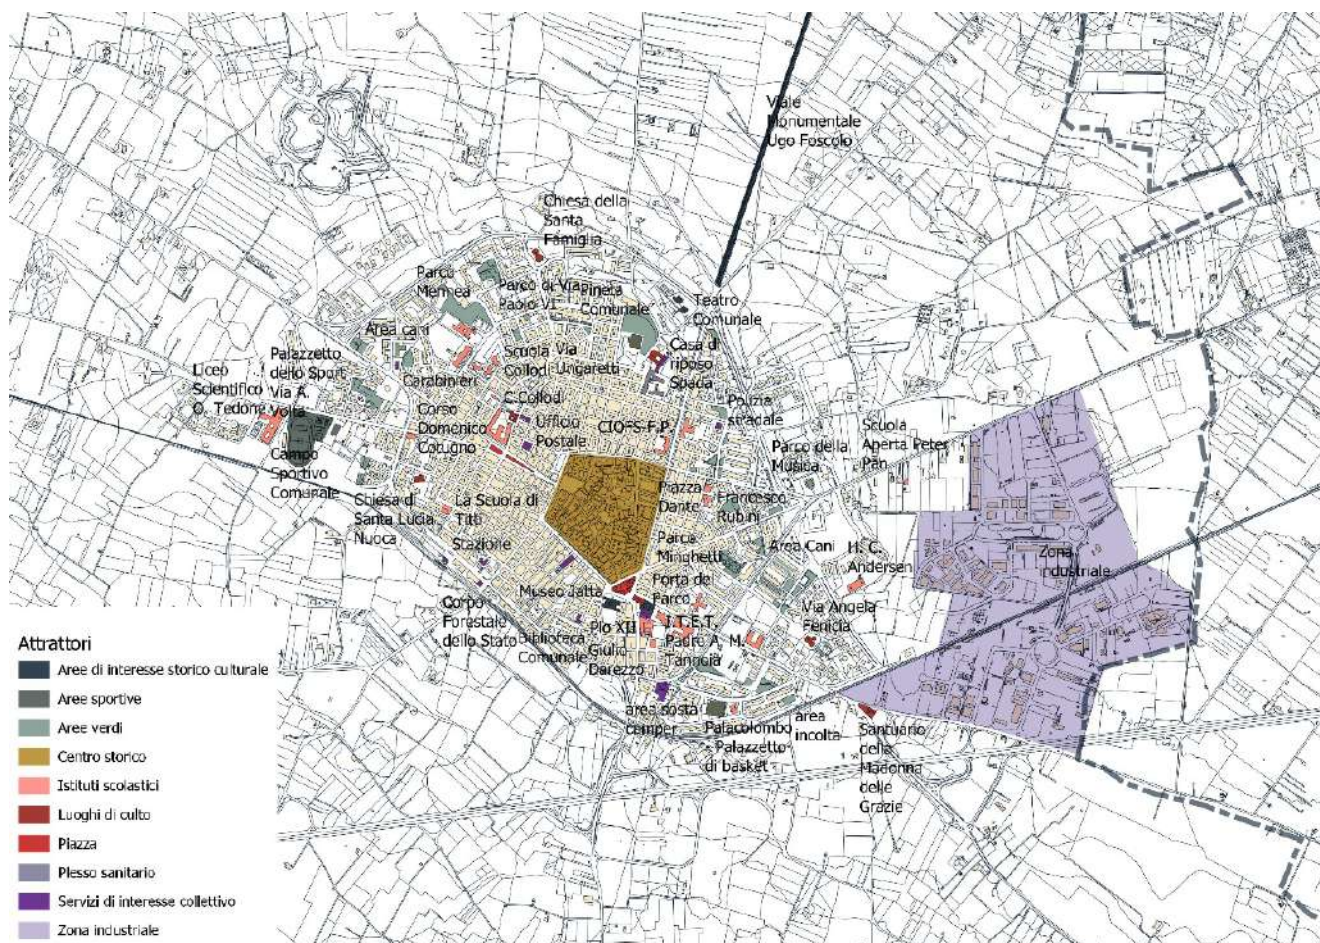 Viale
Monumentale
Ugo Foscolo
Chiesa della
Santa
Famiglia
Parco
Mennea
Parco di Via
Paolo VI
Pineta
Comunale
Teatro
Comunale
Area cani
Palazzetto
dello Sport
Via A.
Volta
Liceo
Scientifico
O. Tedone
Carabinieri
Scuola
Collodi
Via
Ungaretti
Casa di
riposo
Spada
C.Collodi
Corso
Domenico
Cotugno
Ufficio
Postale
CIOFS-F.P.
Polizia
stradale
Scuola
Aperta Peter
Pan
Parco della
Musica
Campo
Sportivo
Comunale
Chiesa di
Santa Lucia
Nuoca
La Scuola di
Titti
Stazione
Piazza
Dante
Francesco
Rubini
Parco
Minghetti
Area Cani
H. C.
Andersen
Zona
industriale
Museo Jatta
Porta del
Parco
Corpo
Forestale
dello Stato
Biblioteca
Comunale
Pio XII
Giulio
Darezzo
I.T.E.T.
Padre A. M.
Tannoia
Via Angela
Fenicia
area sosta
camper
Palacolombo
- Palazzetto
di basket
area
incolta
Santuario
della
Madonna
delle
Grazie
Attrattori
Aree di interesse storico culturale
Aree sportive
Aree verdi
Centro storico
Istituti scolastici
Luoghi di culto
Piazza
Plesso sanitario
Servizi di interesse collettivo
Zona industriale